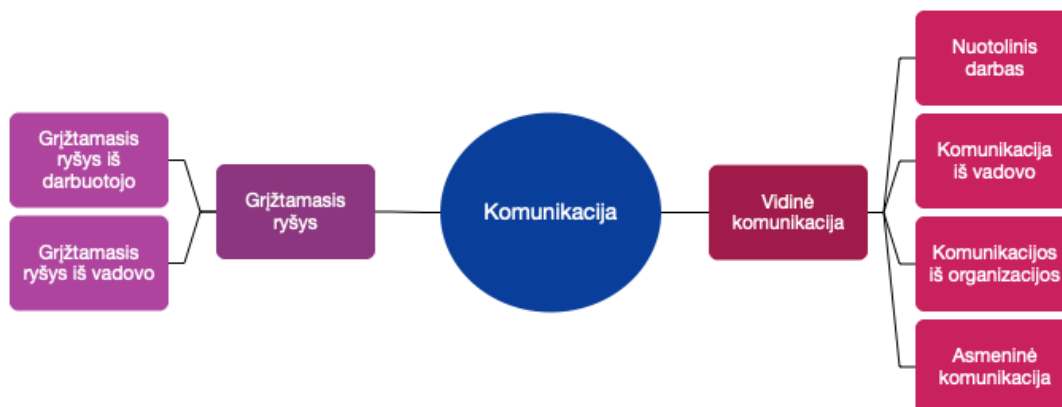 Grįžtamasis
ryšys iš
darbuotojo
Grįžtamasis
ryšys iš vadovo
Grįžtamasis
ryšys
Komunikacija
Vidinė
komunikacija
Nuotolinis
darbas
Komunikacija
iš vadovo
Komunikacijos
iš organizacijos
Asmeninė
komunikacija